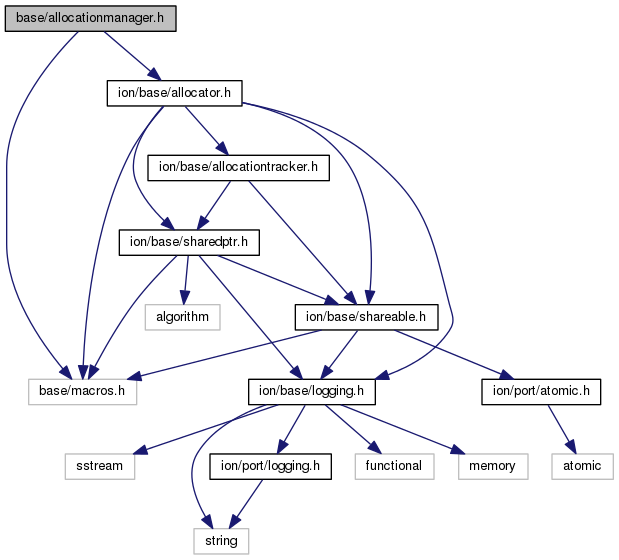 base/allocationmanager.h
ion/base/allocator.h
ion/base/allocationtracker.h
ion/base/sharedptr.h
algorithm
ion/base/shareable.h
base/macros.h
ion/base/logging.h
ion/port/atomic.h
sstream
ion/port/logging.h
functional
memory
atomic
string